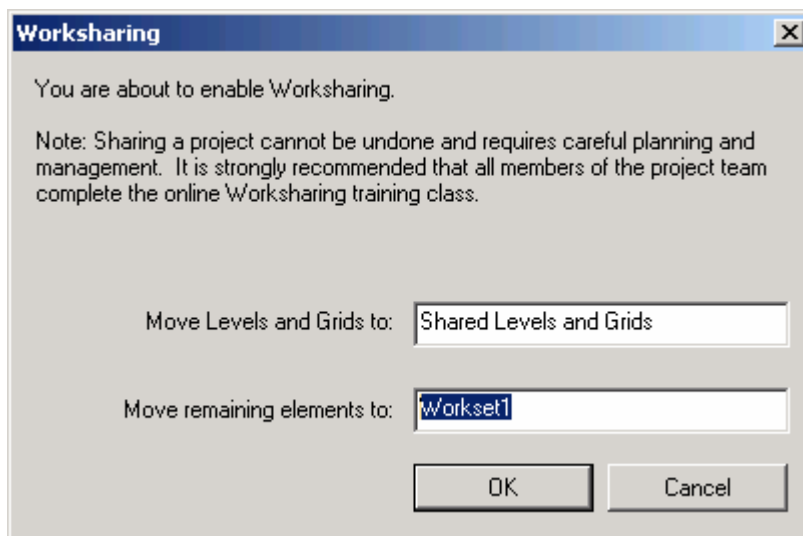 Worksharing
You are about to enable Worksharing.
Note: Sharing a project cannot be undone and requires careful planning and
management. It is strongly recommended that all members of the project team
complete the online Worksharing training class.
Move Levels and Grids to: Shared Levels and Grids
Move remaining elements to: Workset1
OK Cancel